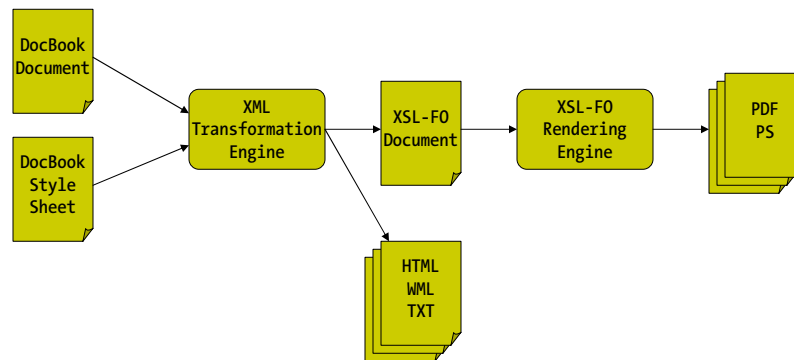 DocBook
Document
DocBook
Style
Sheet
XML
Transformation
Engine
XSL-FO
Document
XSL-FO
Rendering
Engine
PDF
PS
HTML
WML
TXT